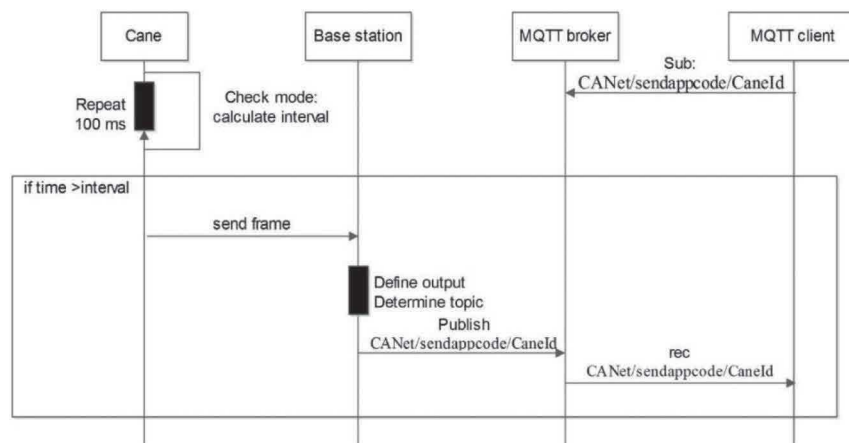 Cane
Base station
MQTT broker
MQTT client
Sub:
CANet/sendappcode/CaneId
Repeat
100 ms
Check mode:
calculate interval
if time >interval
send frame
Define output
Determine topic
Publish
CANet/sendappcode/CaneId
rec
CANet/sendappcode/CaneId